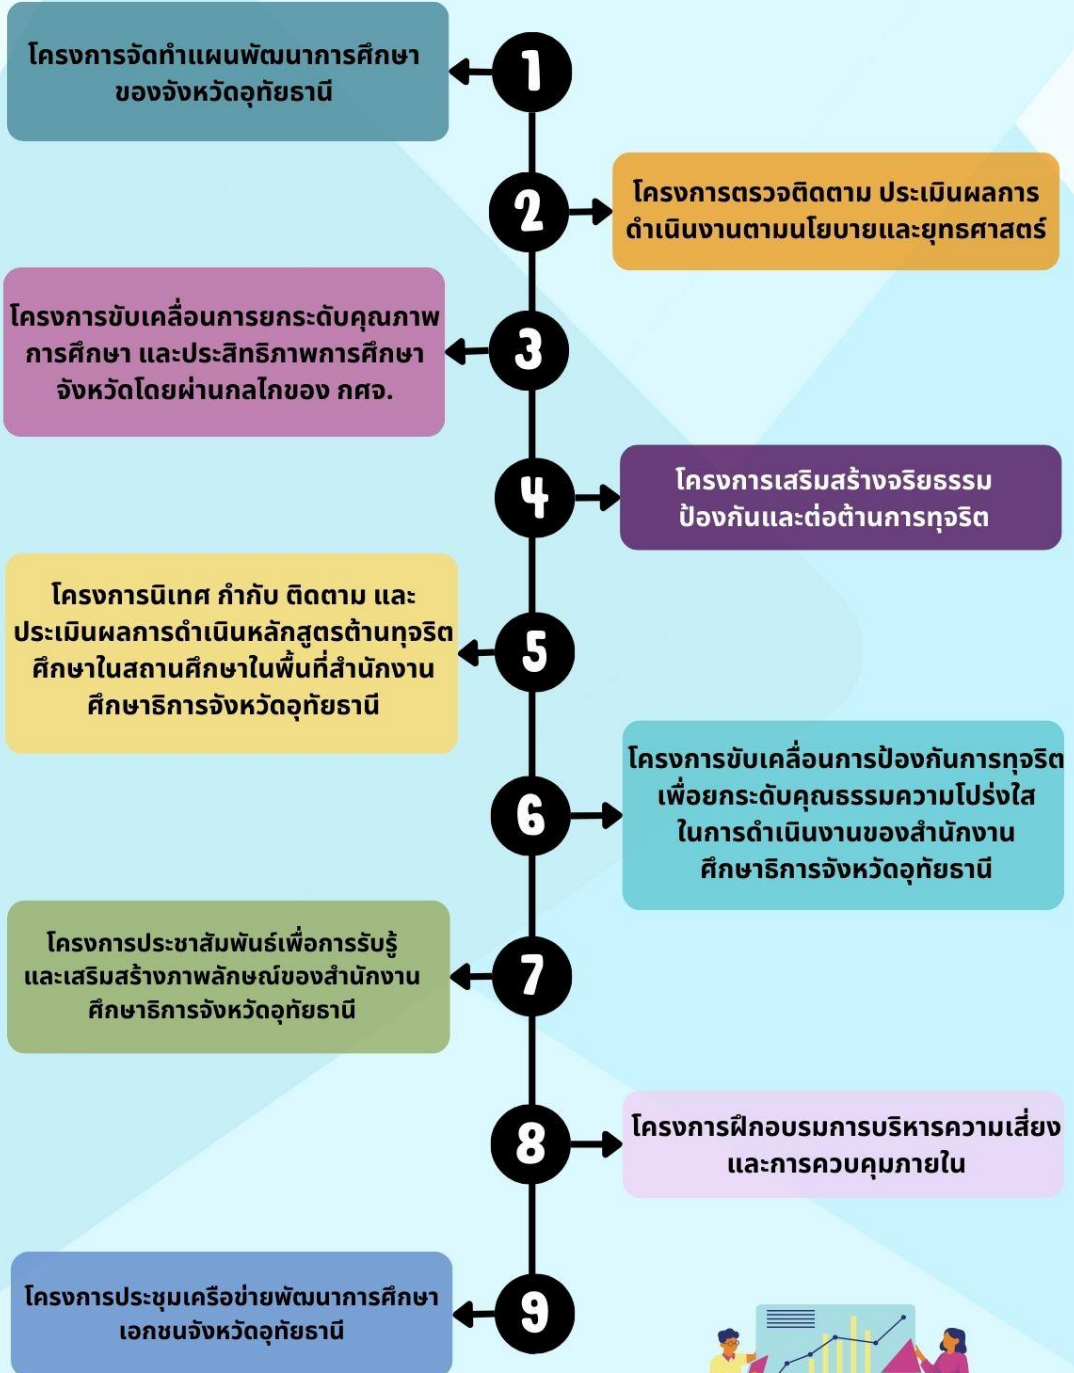 1
โครงการจัดทำแผนพัฒนาการศึกษา
ของจังหวัดอุทัยธานี
2
โครงการตรวจติดตาม ประเมินผลการ
ดำเนินงานตามนโยบายและยุทธศาสตร์
3
โครงการขับเคลื่อนการยกระดับคุณภาพ
การศึกษา และประสิทธิภาพการศึกษา
จังหวัดโดยผ่านกลไกของ กศจ.
4
โครงการเสริมสร้างจริยธรรม
ป้องกันและต่อต้านการทุจริต
5
โครงการนิเทศ กำกับ ติดตาม และ
ประเมินผลการดำเนินหลักสูตรต้านทุจริต
ศึกษาในสถานศึกษาในพื้นที่สำนักงาน
ศึกษาธิการจังหวัดอุทัยธานี
6
โครงการขับเคลื่อนการป้องกันการทุจริต
เพื่อยกระดับคุณธรรมความโปร่งใส
ในการดำเนินงานของสำนักงาน
ศึกษาธิการจังหวัดอุทัยธานี
7
โครงการประชาสัมพันธ์เพื่อการรับรู้
และเสริมสร้างภาพลักษณ์ของสำนักงาน
ศึกษาธิการจังหวัดอุทัยธานี
8
โครงการฝึกอบรมการบริหารความเสี่ยง
และการควบคุมภายใน
9
โครงการประชุมเครือข่ายพัฒนาการศึกษา
เอกชนจังหวัดอุทัยธานี